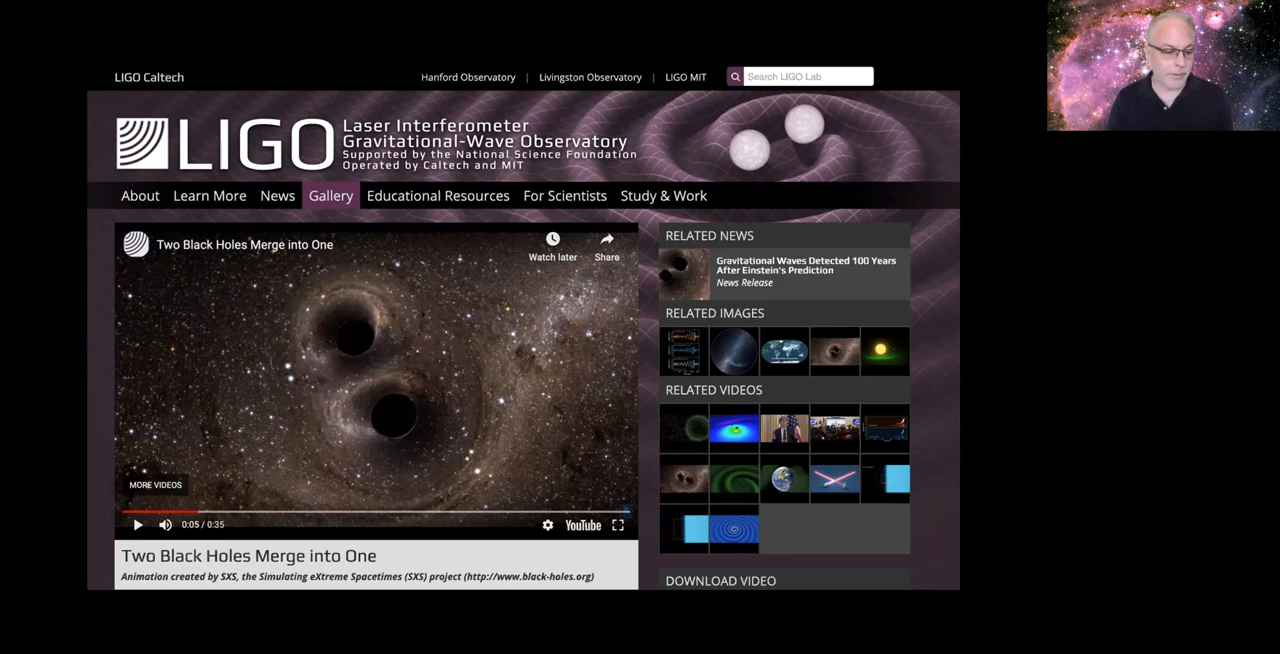 LIGO Caltech
Hanford Observatory | Livingston Observatory | LIGO MIT
Search LIGO Lab
LIGO
Laser Interferometer
Gravitational-Wave Observatory
Supported by the National Science Foundation
Operated by Caltech and MIT
About Learn More News Gallery Educational Resources For Scientists Study & Work
Two Black Holes Merge into One
Watch later Share
MORE VIDEOS
0:05 / 0:35
YouTube
Two Black Holes Merge into One
Animation created by SXS, the Simulating eXtreme Spacetimes (SXS) project (http://www.black-holes.org)
RELATED NEWS
Gravitational Waves Detected 100 Years
After Einstein's Prediction
News Release
RELATED IMAGES
RELATED VIDEOS
DOWNLOAD VIDEO